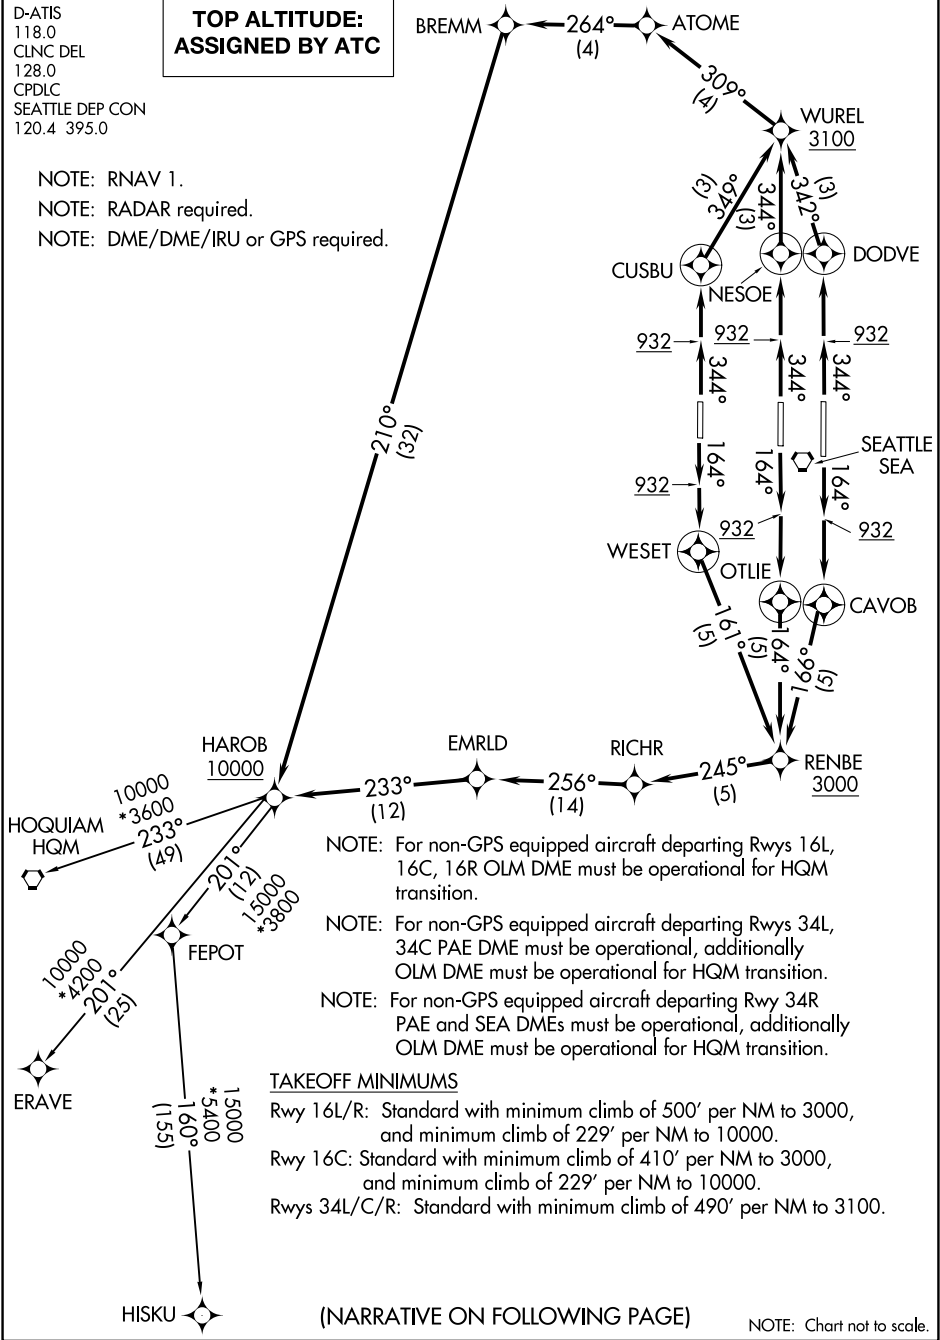 D-ATIS
118.0
CLNC DEL
128.0
CPDLC
SEATTLE DEP CON
120.4 395.0
TOP ALTITUDE:
ASSIGNED BY ATC
NOTE: RNAV 1.
NOTE: RADAR required.
NOTE: DME/DME/IRU or GPS required.
BREMM
264°
(4)
ATOME
309°
(4)
WUREL
3100
(3)
349°
(3)
344°
(3)
342°
CUSBU
NESOE
DODVE
932
932
932
344°
344°
344°
210°
(32)
SEATTLE
SEA
164°
164°
164°
932
932
932
WESET
OTLIE
CAVOB
161°
(5)
164°
(5)
166°
(5)
HAROB
10000
EMRLD
RICHR
RENBE
3000
233°
(12)
256°
(14)
245°
(5)
10000
*3600
233°
(49)
HOQUIAM
HQM
201°
(12)
15000
*3800
FEPOT
10000
*4200
201°
(25)
ERAVE
15000
*5400
160°
(155)
HISKU
NOTE: For non-GPS equipped aircraft departing Rwys 16L,
16C, 16R OLM DME must be operational for HQM
transition.
NOTE: For non-GPS equipped aircraft departing Rwys 34L,
34C PAE DME must be operational, additionally
OLM DME must be operational for HQM transition.
NOTE: For non-GPS equipped aircraft departing Rwy 34R
PAE and SEA DMEs must be operational, additionally
OLM DME must be operational for HQM transition.
TAKEOFF MINIMUMS
Rwy 16L/R: Standard with minimum climb of 500' per NM to 3000,
and minimum climb of 229' per NM to 10000.
Rwy 16C: Standard with minimum climb of 410' per NM to 3000,
and minimum climb of 229' per NM to 10000.
Rwys 34L/C/R: Standard with minimum climb of 490' per NM to 3100.
(NARRATIVE ON FOLLOWING PAGE)
NOTE: Chart not to scale.